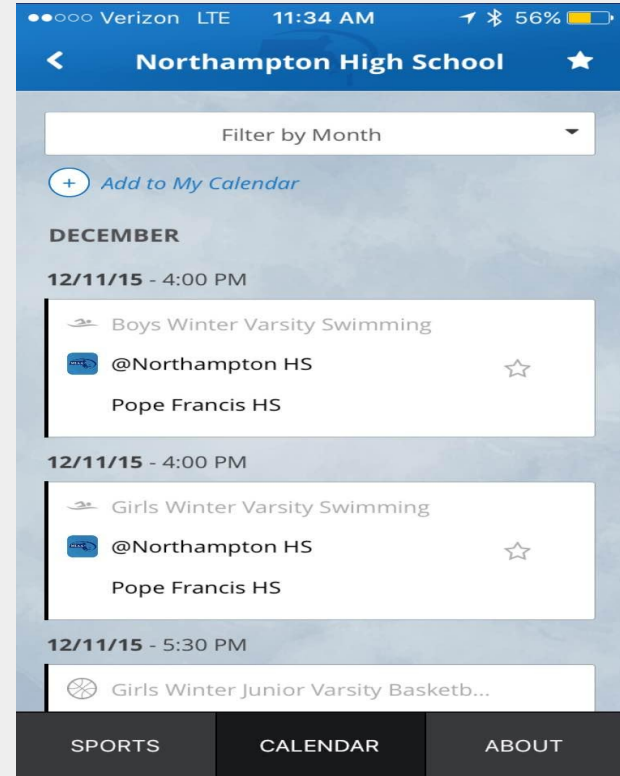 Verizon LTE 11:34 AM 56%
Northampton High School
Filter by Month
+ Add to My Calendar
DECEMBER
12/11/15 - 4:00 PM
Boys Winter Varsity Swimming
@Northampton HS
Pope Francis HS
12/11/15 - 4:00 PM
Girls Winter Varsity Swimming
@Northampton HS
Pope Francis HS
12/11/15 - 5:30 PM
Girls Winter Junior Varsity Basketb...
SPORTS CALENDAR ABOUT